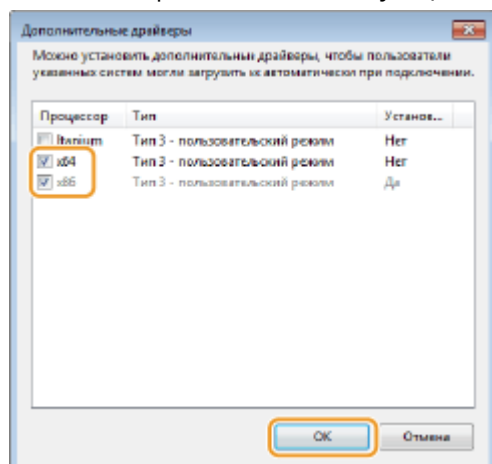 Дополнительные драйверы
Можно установить дополнительные драйверы, чтобы пользователи
указанных систем могли загрузить их автоматически при подключении.
Процессор Тип Установ...
Itanium Тип 3 - пользовательский режим Нет
x64 Тип 3 - пользовательский режим Нет
x86 Тип 3 - пользовательский режим Да
OK Отмена